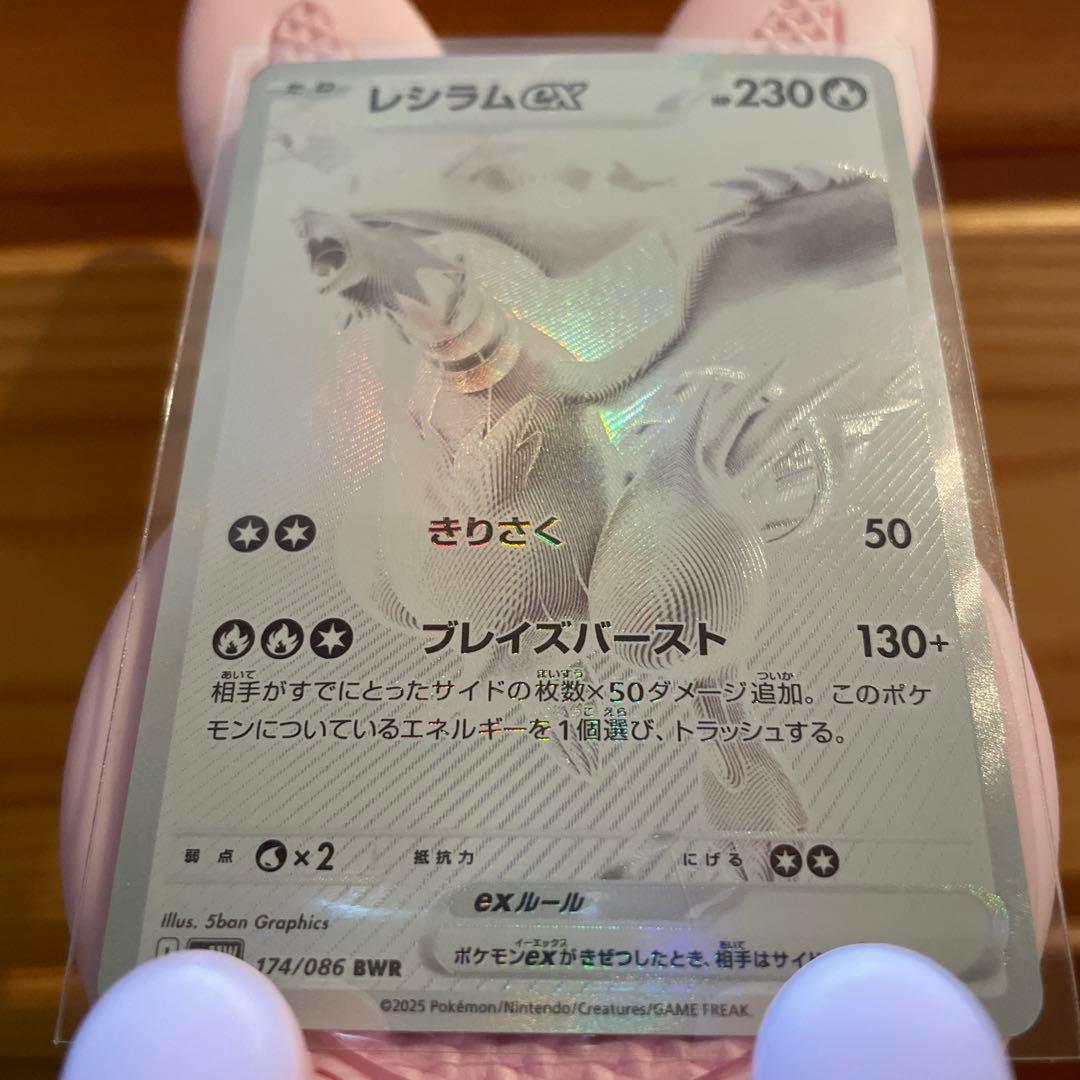 たね レシラムex HP230
きりさく 50
ブレイズバースト 130+
相手がすでにとったサイドの枚数×50ダメージ追加。このポケ
モンについているエネルギーを1個選び、トラッシュする。
弱点 ×2 抵抗力 にげる
Illus. 5ban Graphics
exルール
174/086 BWR
ポケモンexがきぜつしたとき、相手はサイ
©2025 Pokémon/Nintendo/Creatures/GAME FREAK.